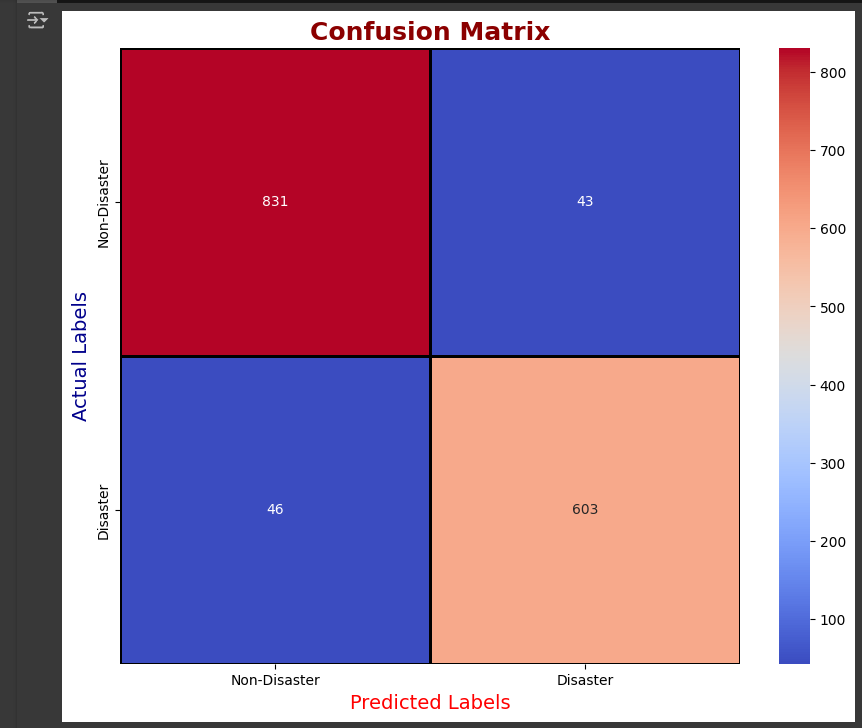 Confusion Matrix
Actual Labels
Non-Disaster
Disaster
831
43
46
603
Non-Disaster
Disaster
Predicted Labels
800
700
600
500
400
300
200
100